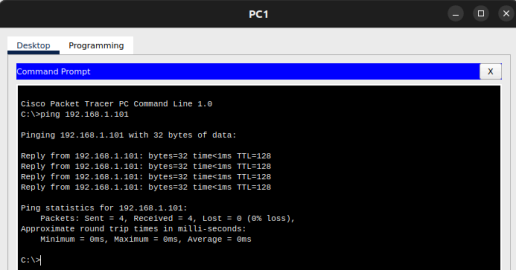 PC1
Desktop Programming
Command Prompt X
Cisco Packet Tracer PC Command Line 1.0
C:\>ping 192.168.1.101
Pinging 192.168.1.101 with 32 bytes of data:
Reply from 192.168.1.101: bytes=32 time<1ms TTL=128
Reply from 192.168.1.101: bytes=32 time<1ms TTL=128
Reply from 192.168.1.101: bytes=32 time<1ms TTL=128
Reply from 192.168.1.101: bytes=32 time<1ms TTL=128
Ping statistics for 192.168.1.101:
Packets: Sent = 4, Received = 4, Lost = 0 (0% loss),
Approximate round trip times in milli-seconds:
Minimum = 0ms, Maximum = 0ms, Average = 0ms
C:\>